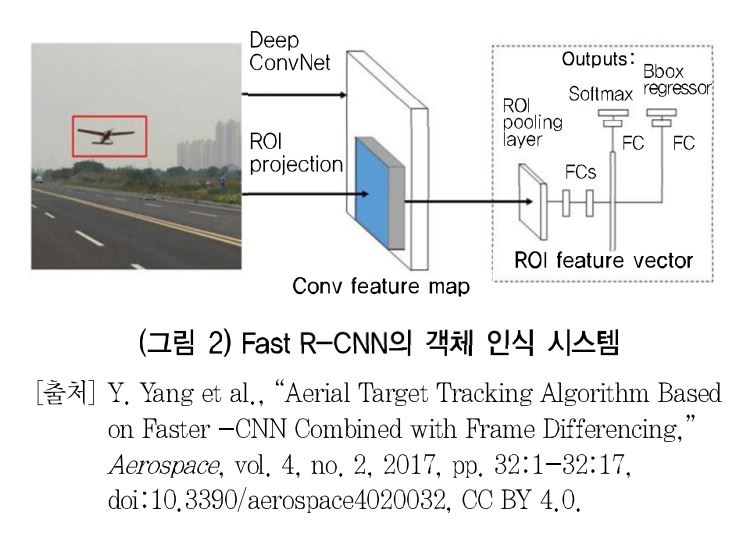 Deep
ConvNet
ROI
projection
Conv feature map
Outputs:
Softmax
Bbox
regressor
ROI
pooling
layer
FCs
FC
FC
ROI feature vector
(그림 2) Fast R-CNN의 객체 인식 시스템
[출처] Y. Yang et al., “Aerial Target Tracking Algorithm Based
on Faster -CNN Combined with Frame Differencing,”
Aerospace, vol. 4, no. 2, 2017, pp. 32:1-32:17,
doi:10.3390/aerospace4020032, CC BY 4.0.